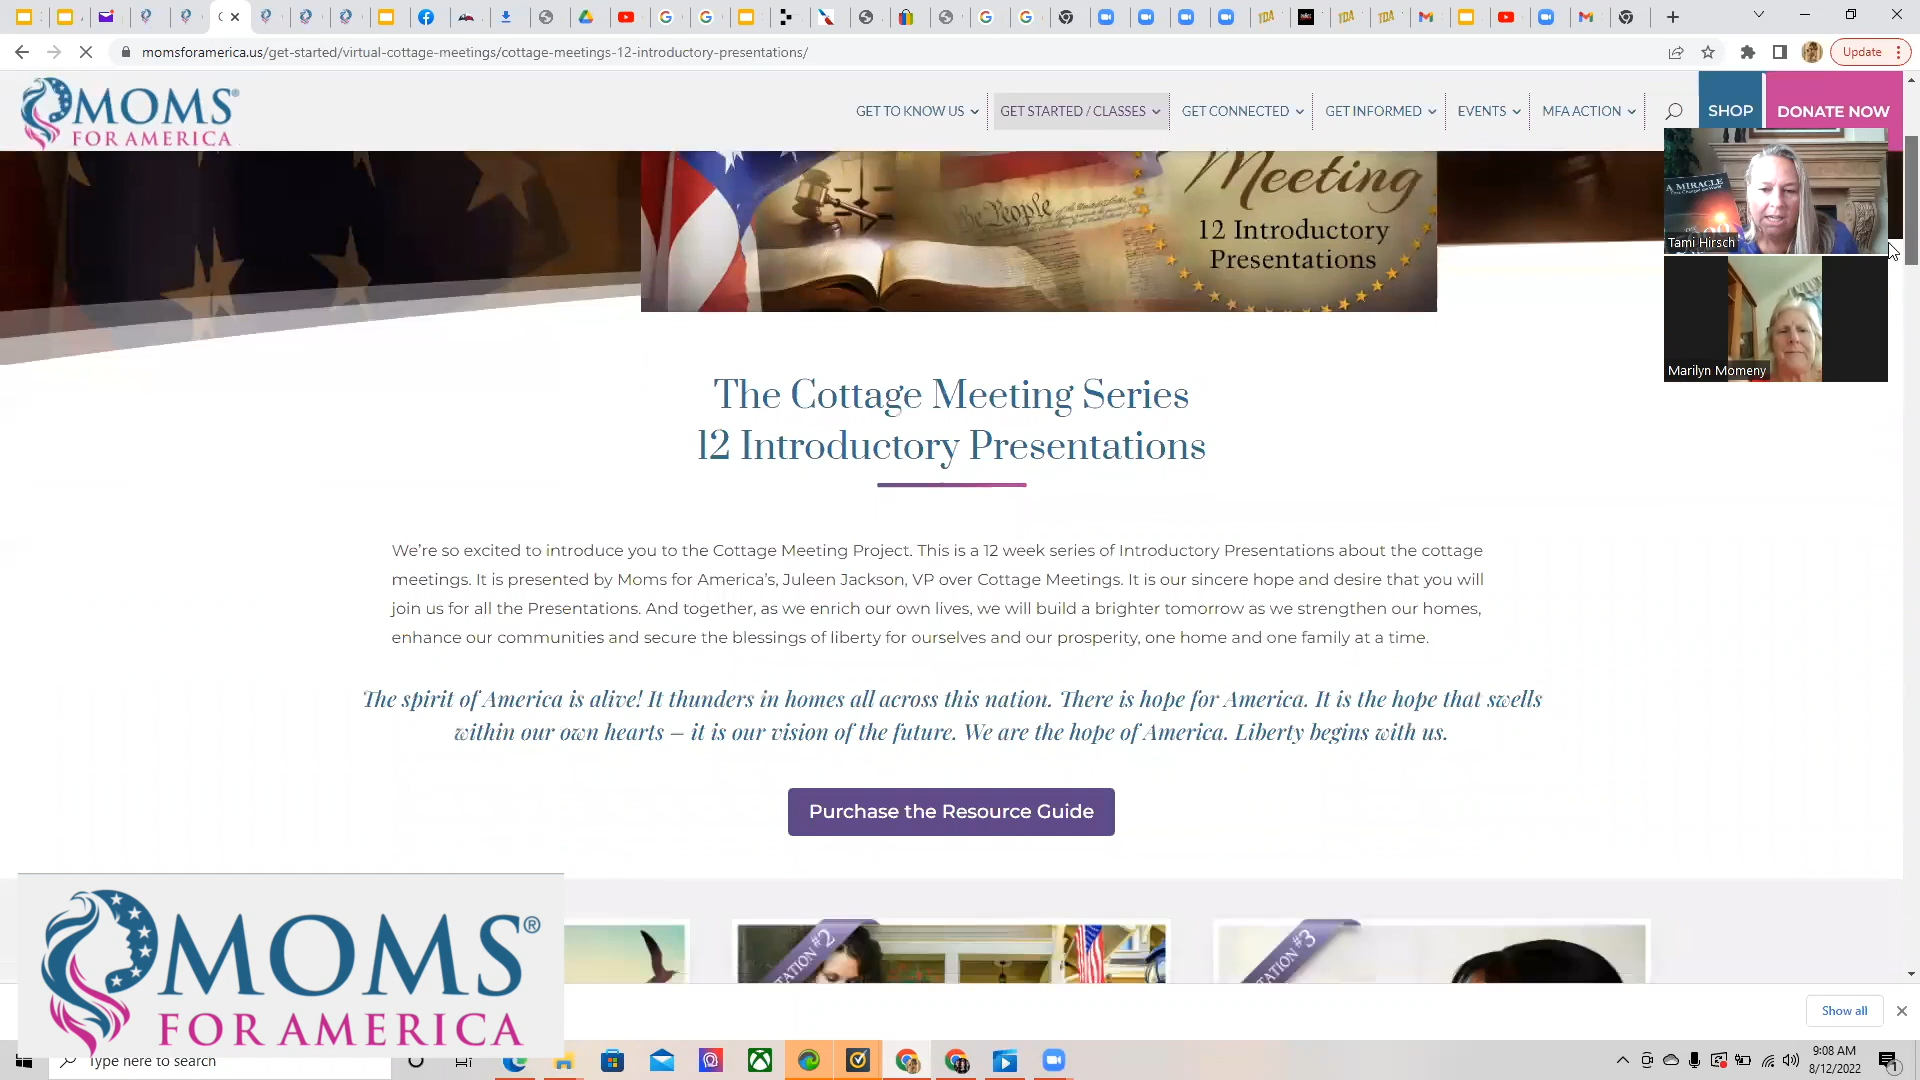 momsforamerica.us/get-started/virtual-cottage-meetings/cottage-meetings-12-introductory-presentations/
Update
MOMS®
FOR AMERICA
GET TO KNOW US
GET STARTED / CLASSES
GET CONNECTED
GET INFORMED
EVENTS
MFA ACTION
SHOP
DONATE NOW
We the People
Meeting
12 Introductory
Presentations
A MIRACLE
Tami Hirsch
Marilyn Momeny
The Cottage Meeting Series
12 Introductory Presentations
We're so excited to introduce you to the Cottage Meeting Project. This is a 12 week series of Introductory Presentations about the cottage
meetings. It is presented by Moms for America's, Juleen Jackson, VP over Cottage Meetings. It is our sincere hope and desire that you will
join us for all the Presentations. And together, as we enrich our own lives, we will build a brighter tomorrow as we strengthen our homes,
enhance our communities and secure the blessings of liberty for ourselves and our prosperity, one home and one family at a time.
The spirit of America is alive! It thunders in homes all across this nation. There is hope for America. It is the hope that swells
within our own hearts – it is our vision of the future. We are the hope of America. Liberty begins with us.
Purchase the Resource Guide
TATION #2
TATION #3
MOMS®
FOR AMERICA
Show all
Type here to search
9:08 AM
8/12/2022